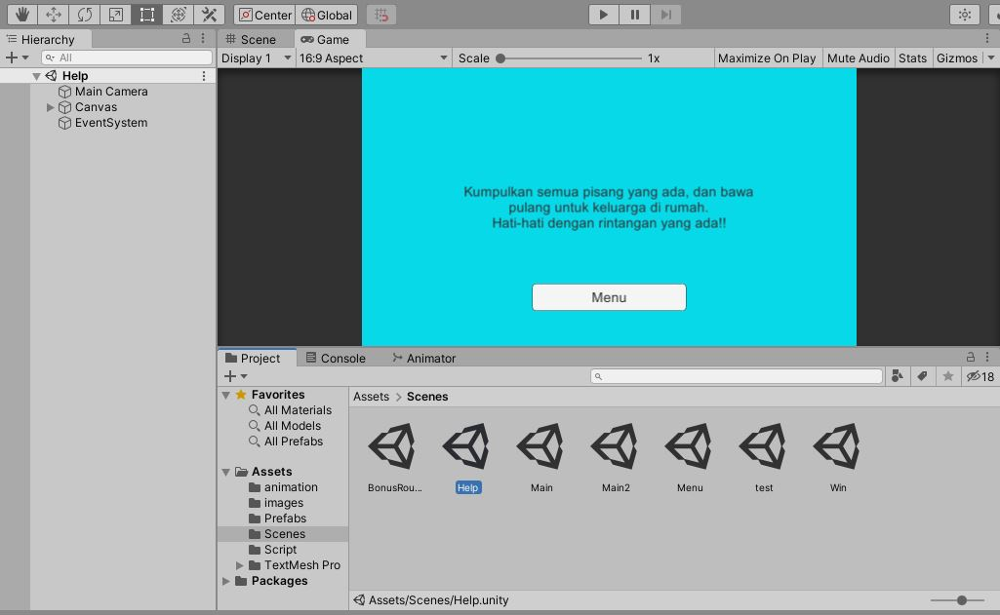 Center Global
Hierarchy
All
Help
Main Camera
Canvas
EventSystem
Scene Game
Display 1 16:9 Aspect Scale 1x Maximize On Play Mute Audio Stats Gizmos
Kumpulkan semua pisang yang ada, dan bawa
pulang untuk keluarga di rumah.
Hati-hati dengan rintangan yang ada!!
Menu
Project Console Animator
18
Favorites
All Materials
All Models
All Prefabs
Assets
animation
images
Prefabs
Scenes
Script
TextMesh Pro
Packages
Assets > Scenes
BonusRou... Help Main Main2 Menu test Win
Assets/Scenes/Help.unity